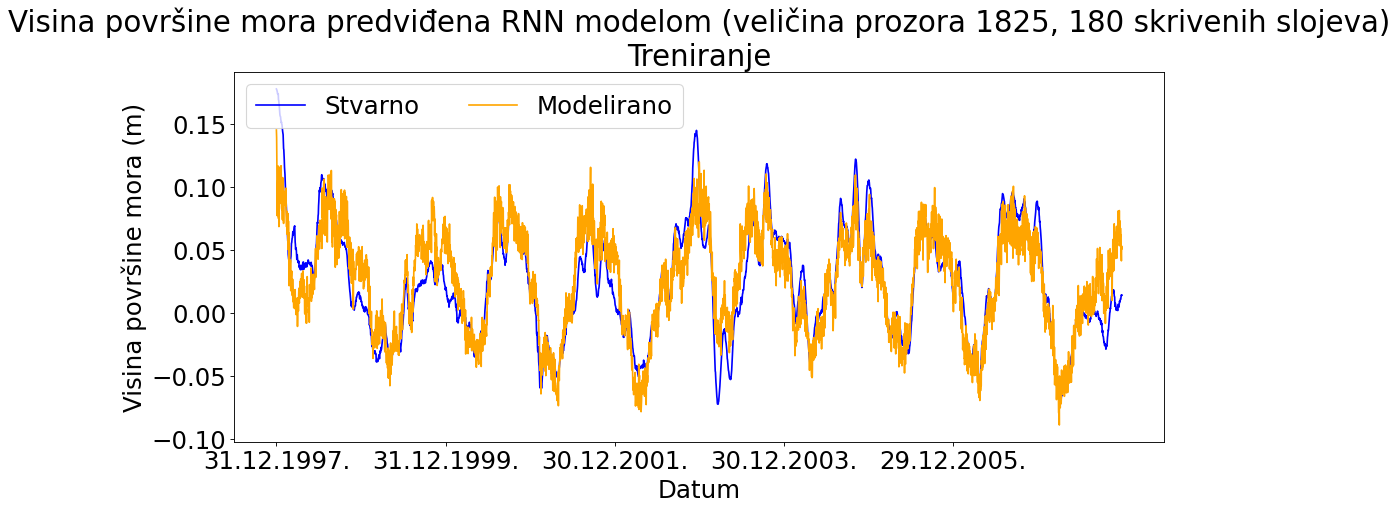 Visina površine mora predviđena RNN modelom (veličina prozora 1825, 180 skrivenih slojeva)
Treniranje
Stvarno Modelirano
Visina površine mora (m)
0.15
0.10
0.05
0.00
−0.05
−0.10
31.12.1997. 31.12.1999. 30.12.2001. 30.12.2003. 29.12.2005.
Datum